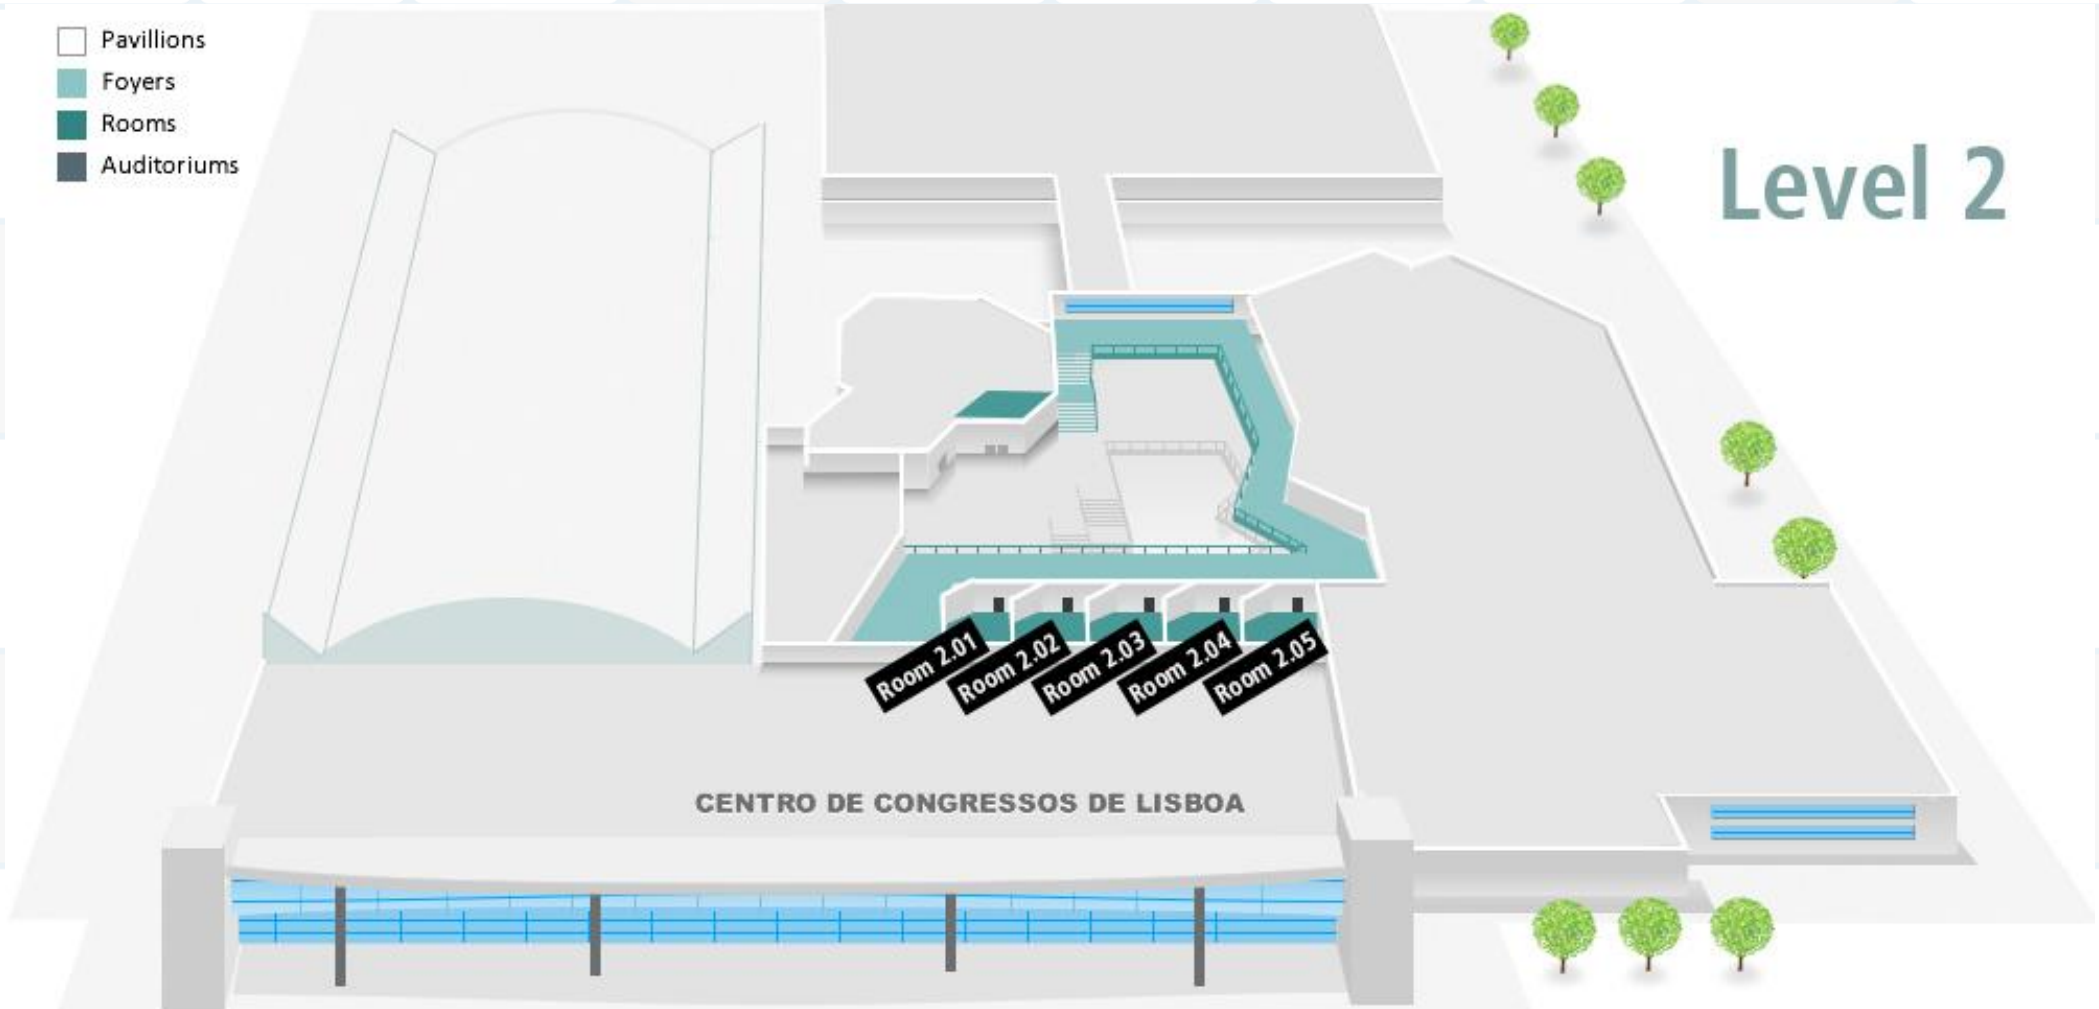 Pavillions
Foyers
Rooms
Auditoriums
Level 2
Room 2.01
Room 2.02
Room 2.03
Room 2.04
Room 2.05
CENTRO DE CONGRESSOS DE LISBOA